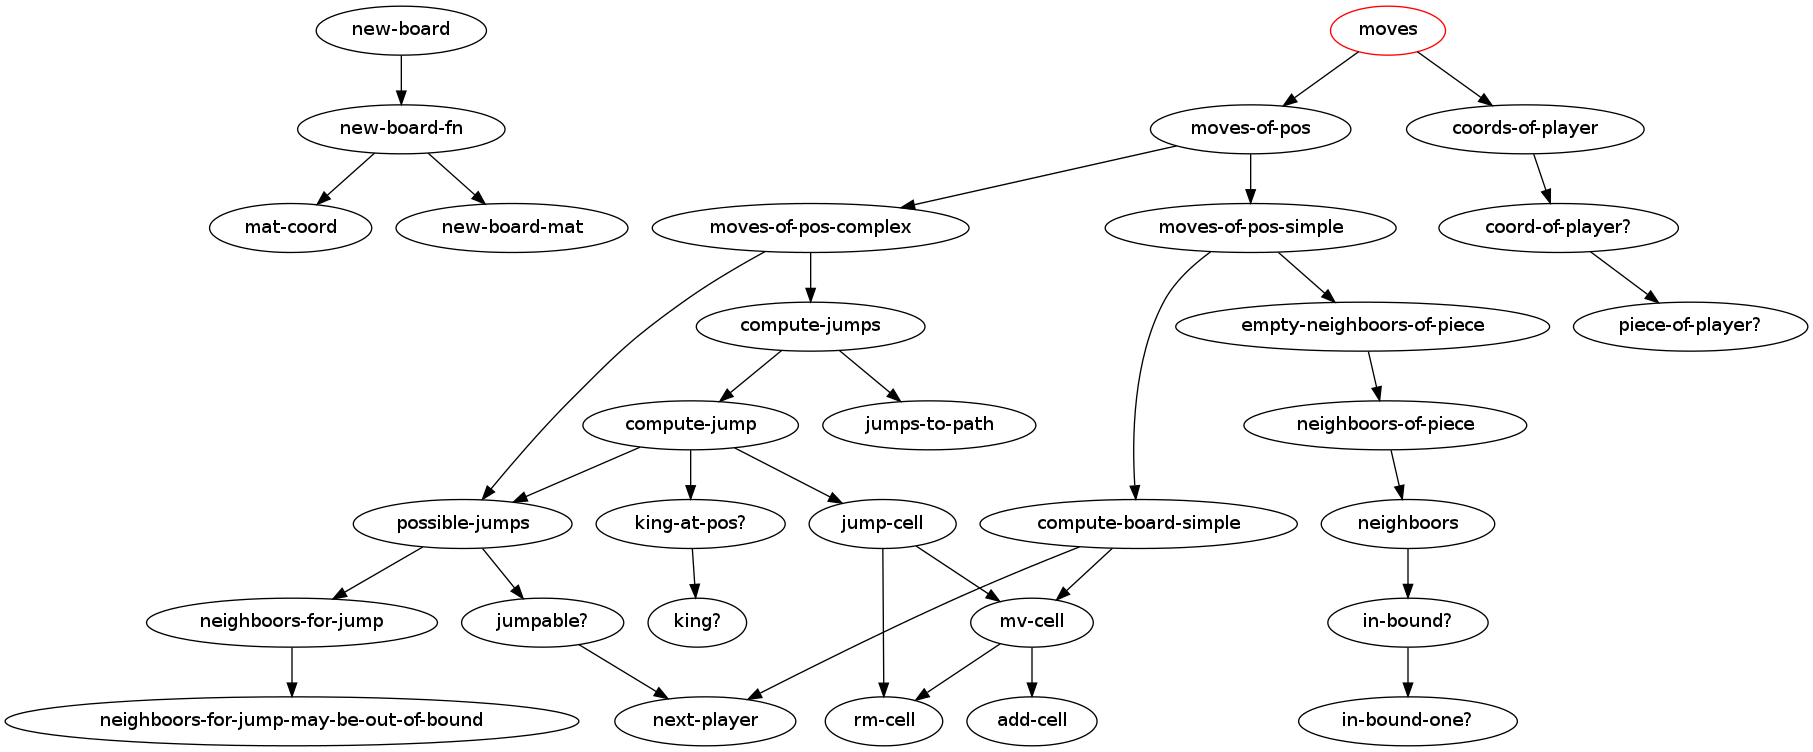 new-board
moves
new-board-fn
moves-of-pos
coords-of-player
mat-coord
new-board-mat
moves-of-pos-complex
moves-of-pos-simple
coord-of-player?
compute-jumps
empty-neighboors-of-piece
piece-of-player?
compute-jump
jumps-to-path
neighboors-of-piece
possible-jumps
king-at-pos?
jump-cell
compute-board-simple
neighboors
neighboors-for-jump
jumpable?
king?
mv-cell
in-bound?
neighboors-for-jump-may-be-out-of-bound
next-player
rm-cell
add-cell
in-bound-one?